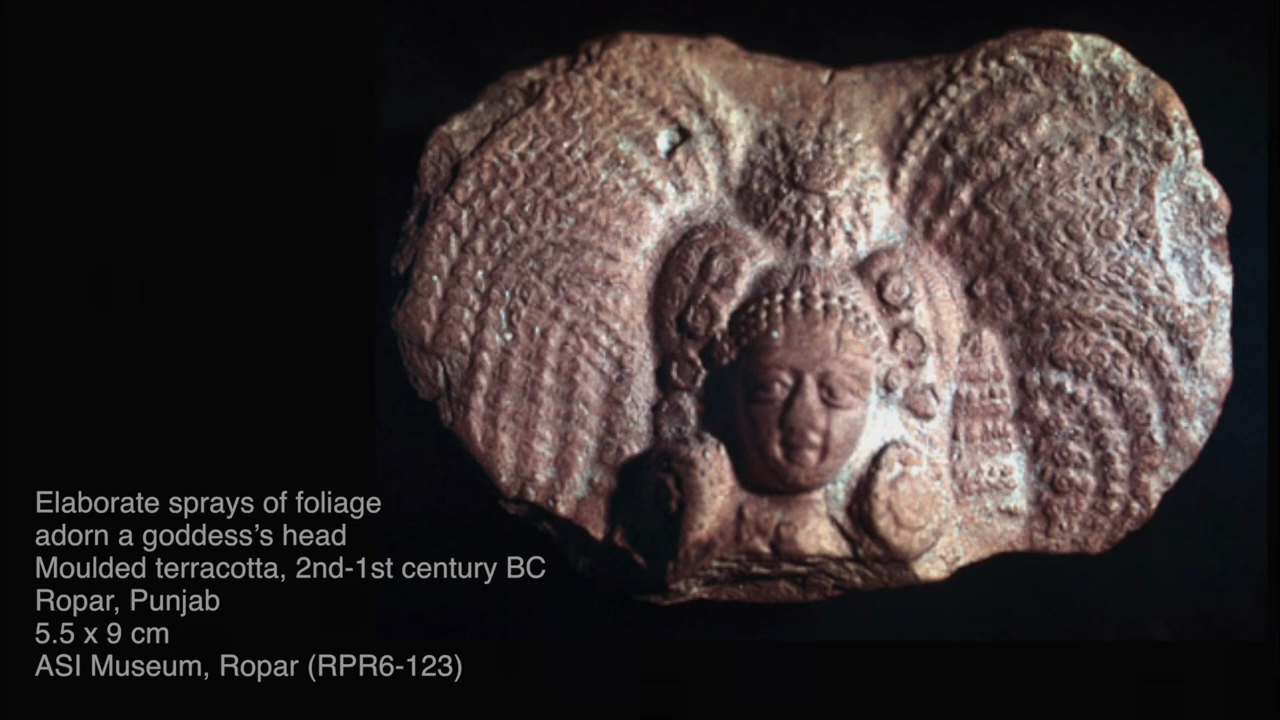 Elaborate sprays of foliage
adorn a goddess’s head
Moulded terracotta, 2nd-1st century BC
Ropar, Punjab
5.5 x 9 cm
ASI Museum, Ropar (RPR6-123)